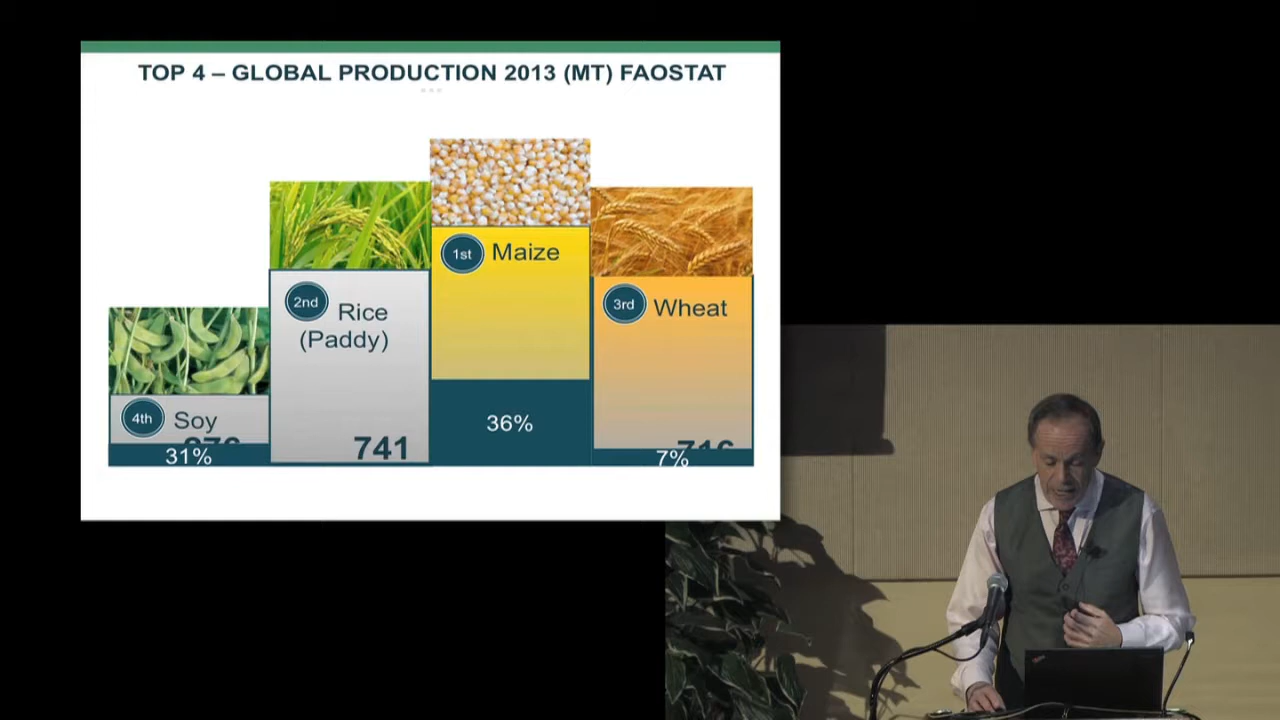 TOP 4 – GLOBAL PRODUCTION 2013 (MT) FAOSTAT
1st
Maize
2nd
Rice
(Paddy)
3rd
Wheat
4th
Soy
36%
741
716
31%
7%